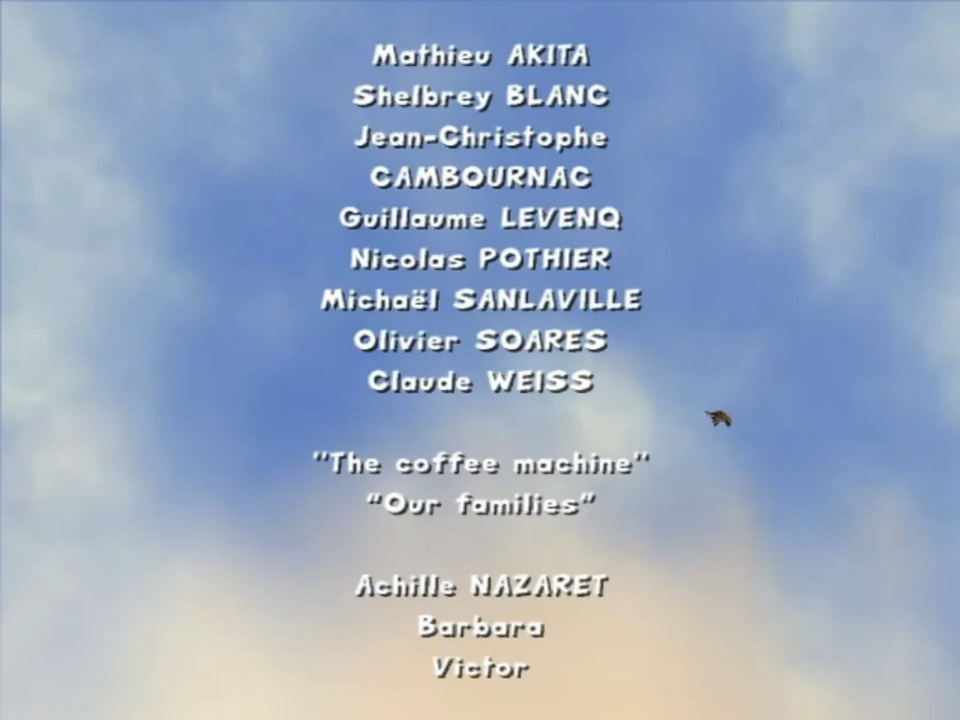 Mathieu AKITA
Shelbrey BLANC
Jean-Christophe
CAMBOURNAC
Guillaume LEVENQ
Nicolas POTHIER
Michaël SANLAVILLE
Olivier SOARES
Claude WEISS
"The coffee machine"
"Our families"
Achille NAZARET
Barbara
Victor